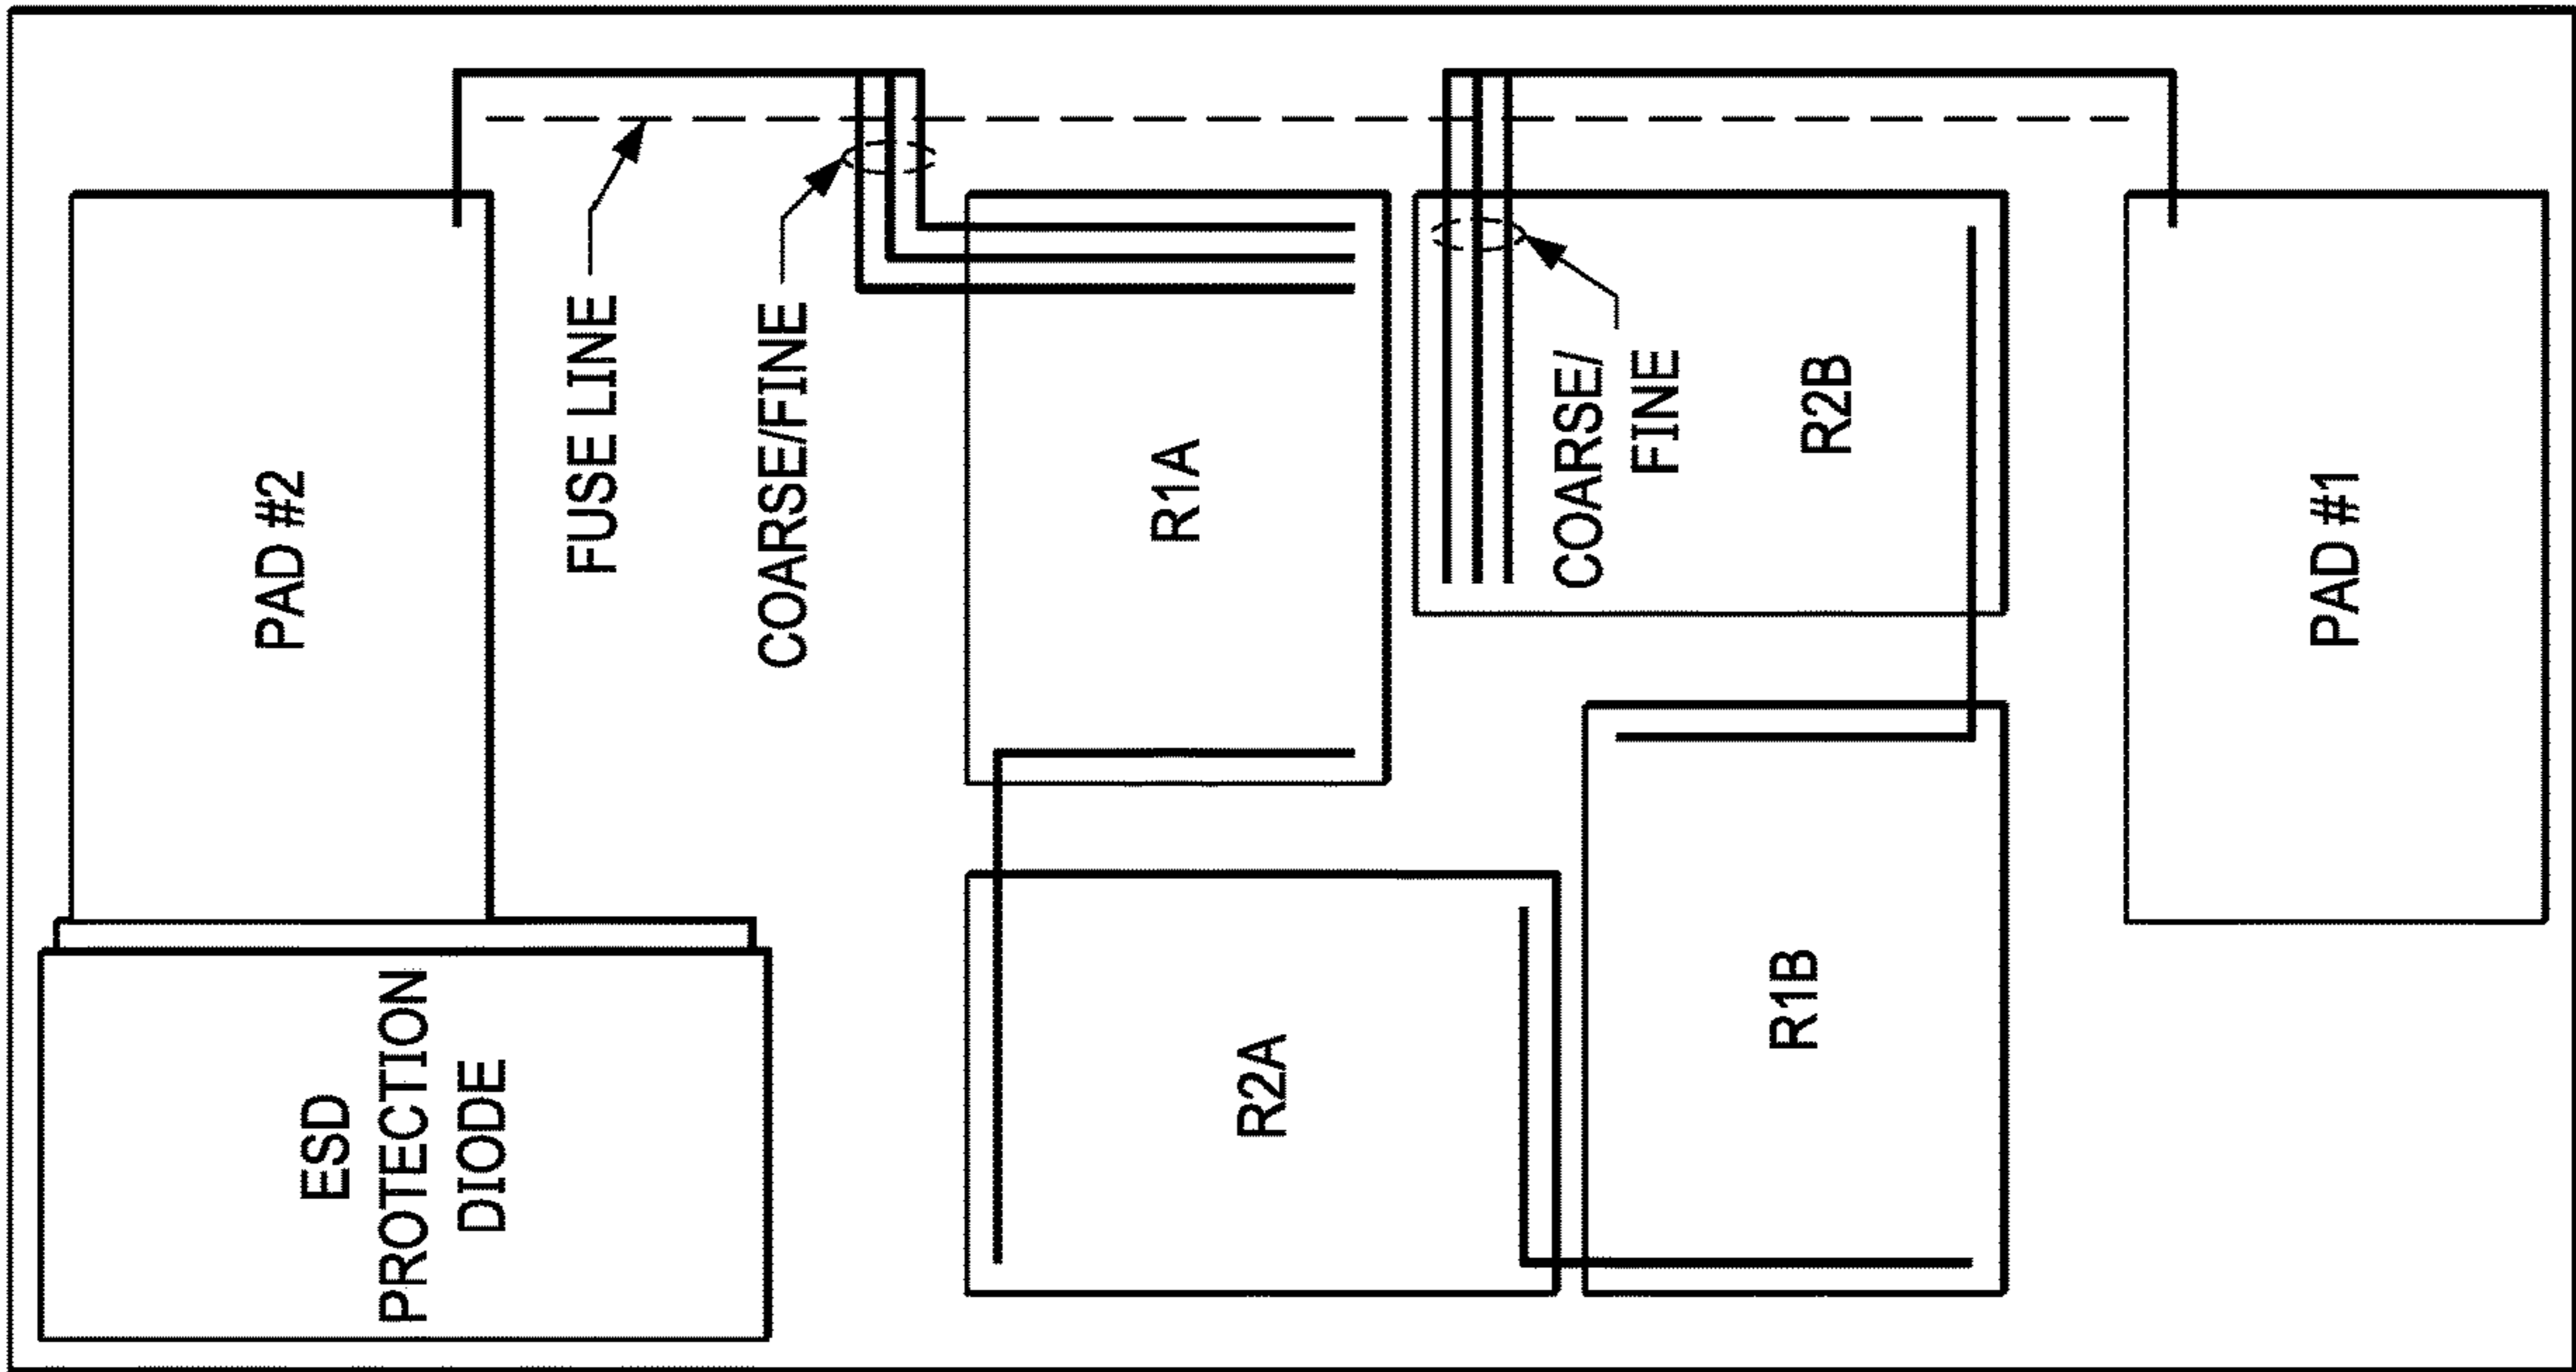 PAD #2
FUSE LINE
COARSE/FINE
R1A
COARSE/
FINE
R2B
PAD #1
ESD
PROTECTION
DIODE
R2A
R1B